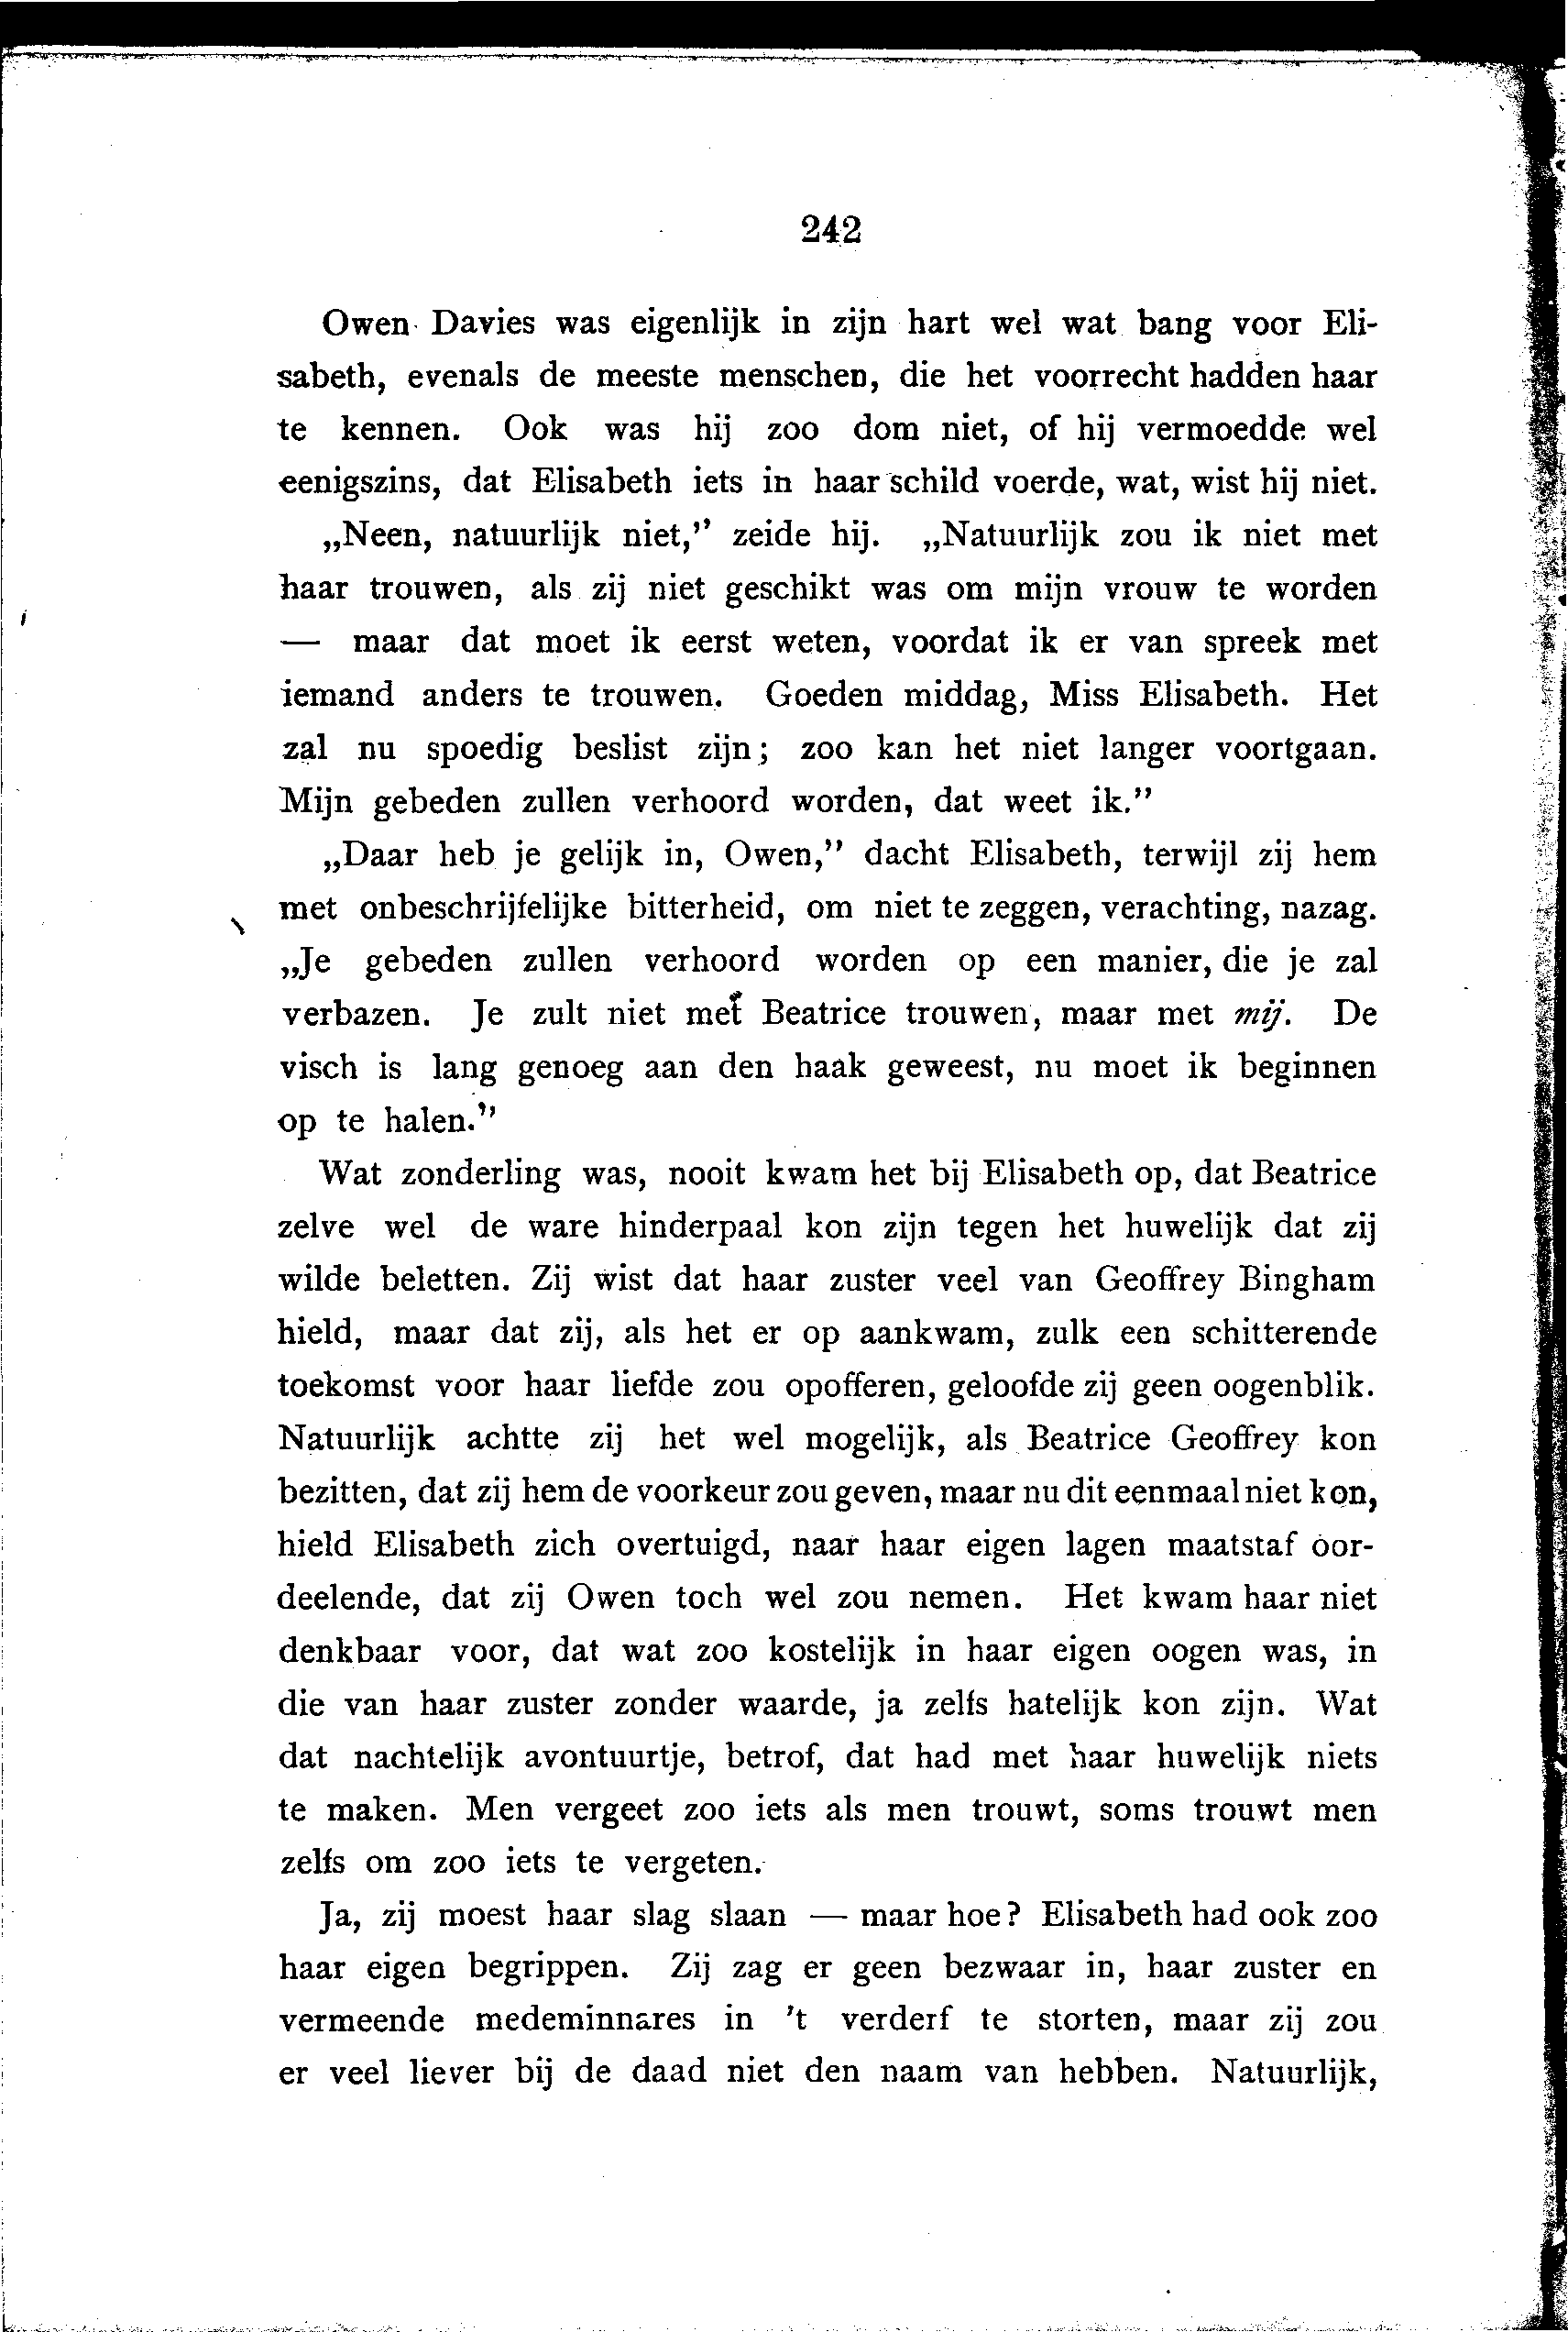 242
Owen Davies was eigenlijk in zijn hart wel wat bang voor Eli-
sabeth, evenals de meeste menschen, die het voorrecht hadden haar
te kennen. Ook was hij zoo dom niet, of hij vermoedde wel
eenigszins, dat Elisabeth iets in haar schild voerde, wat, wist hij niet.
„Neen, natuurlijk niet,” zeide hij. „Natuurlijk zou ik niet met
haar trouwen, als zij niet geschikt was om mijn vrouw te worden
— maar dat moet ik eerst weten, voordat ik er van spreek met
iemand anders te trouwen. Goeden middag, Miss Elisabeth. Het
zal nu spoedig beslist zijn; zoo kan het niet langer voortgaan.
Mijn gebeden zullen verhoord worden, dat weet ik.”
„Daar heb je gelijk in, Owen,” dacht Elisabeth, terwijl zij hem
met onbeschrijfelijke bitterheid, om niet te zeggen, verachting, nazag.
„Je gebeden zullen verhoord worden op een manier, die je zal
verbazen. Je zult niet met Beatrice trouwen, maar met mij. De
visch is lang genoeg aan den haak geweest, nu moet ik beginnen
op te halen.”
Wat zonderling was, nooit kwam het bij Elisabeth op, dat Beatrice
zelve wel de ware hinderpaal kon zijn tegen het huwelijk dat zij
wilde beletten. Zij wist dat haar zuster veel van Geoffrey Bingham
hield, maar dat zij, als het er op aankwam, zulk een schitterende
toekomst voor haar liefde zou opofferen, geloofde zij geen oogenblik.
Natuurlijk achtte zij het wel mogelijk, als Beatrice Geoffrey kon
bezitten, dat zij hem de voorkeur zou geven, maar nu dit eenmaal niet kon,
hield Elisabeth zich overtuigd, naar haar eigen lagen maatstaf oor-
deelende, dat zij Owen toch wel zou nemen. Het kwam haar niet
denkbaar voor, dat wat zoo kostelijk in haar eigen oogen was, in
die van haar zuster zonder waarde, ja zelfs hatelijk kon zijn. Wat
dat nachtelijk avontuurtje, betrof, dat had met haar huwelijk niets
te maken. Men vergeet zoo iets als men trouwt, soms trouwt men
zelfs om zoo iets te vergeten.
Ja, zij moest haar slag slaan — maar hoe? Elisabeth had ook zoo
haar eigen begrippen. Zij zag er geen bezwaar in, haar zuster en
vermeende medeminnares in 't verderf te storten, maar zij zou
er veel liever bij de daad niet den naam van hebben. Natuurlijk,